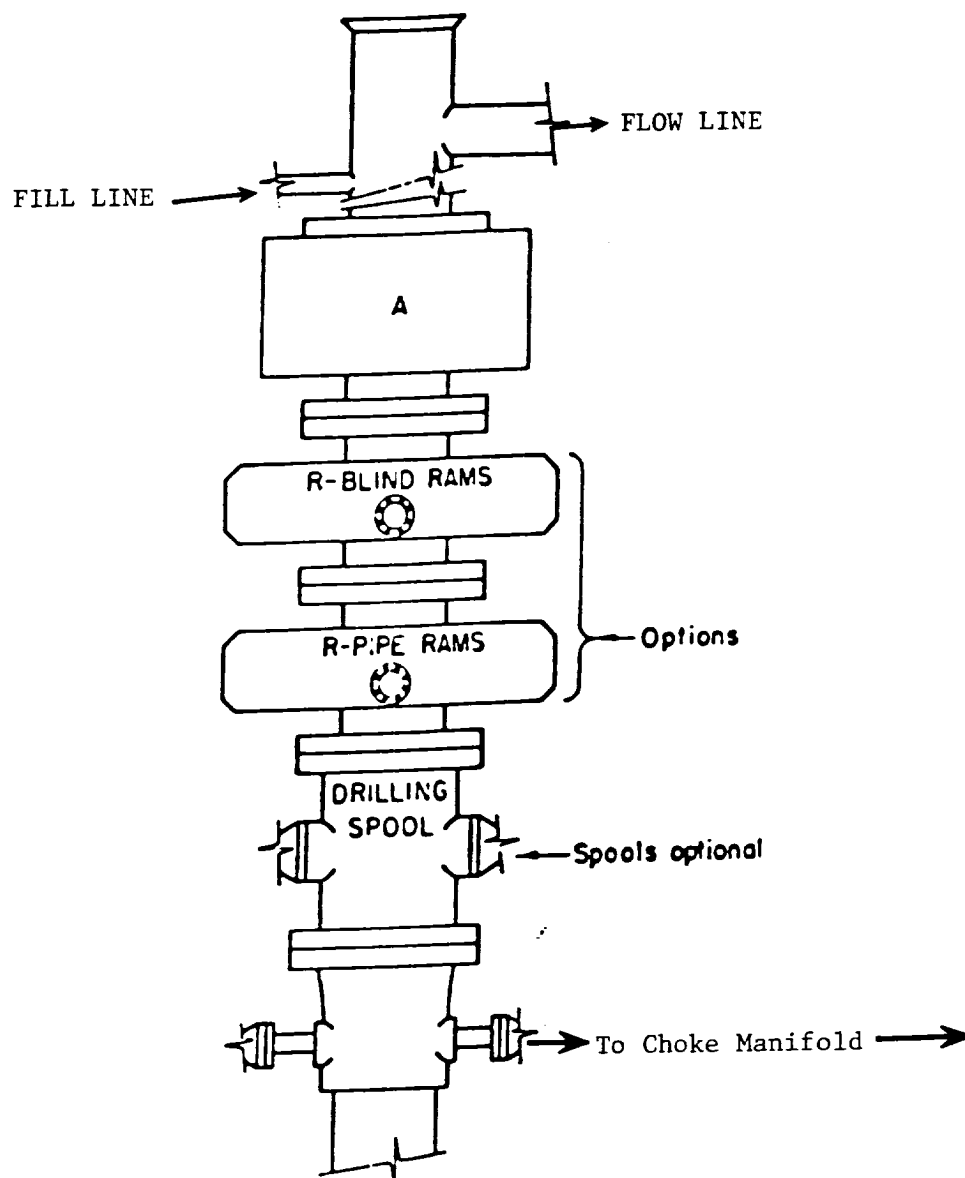 FLOW LINE
FILL LINE
A
R-BLIND RAMS
R-PIPE RAMS
Options
DRILLING
SPOOL
Spools optional
To Choke Manifold